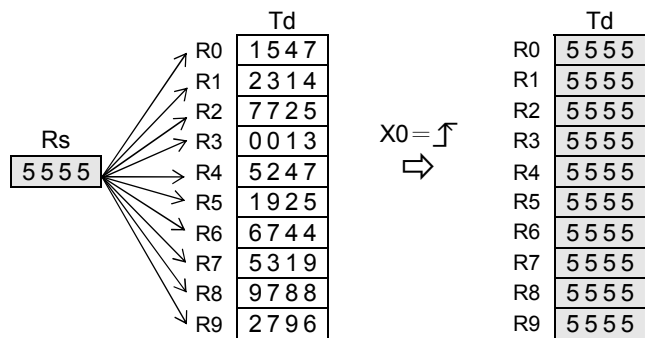 Td Td
R0 1547 R0 5555
R1 2314 R1 5555
R2 7725 R2 5555
R3 0013 X0= R3 5555
Rs
5555 R4 5247 R4 5555
R5 1925 R5 5555
R6 6744 R6 5555
R7 5319 R7 5555
R8 9788 R8 5555
R9 2796 R9 5555